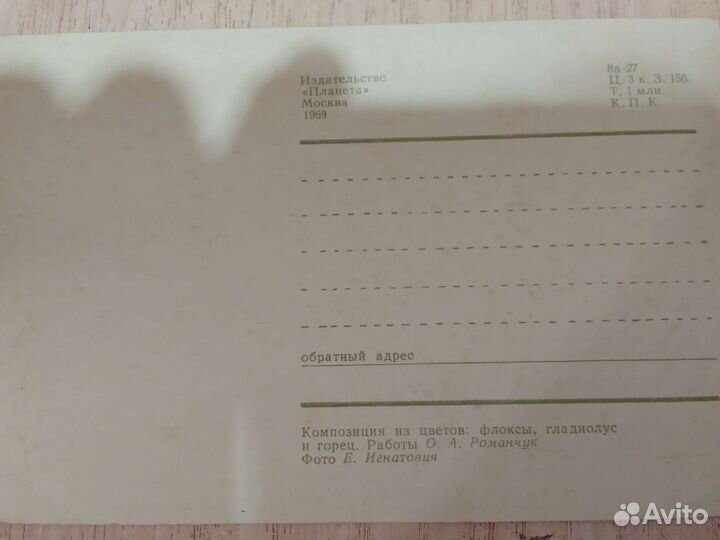 Издательство
«Планета»
Москва
1969
8а-27
Ц. 3 к. З. 156.
Т. 1 млн.
К. П. К.
обратный адрес
Композиция из цветов: флоксы, гладиолус
и горец. Работы О. А. Романчук
Фото Е. Игнатович
Avito